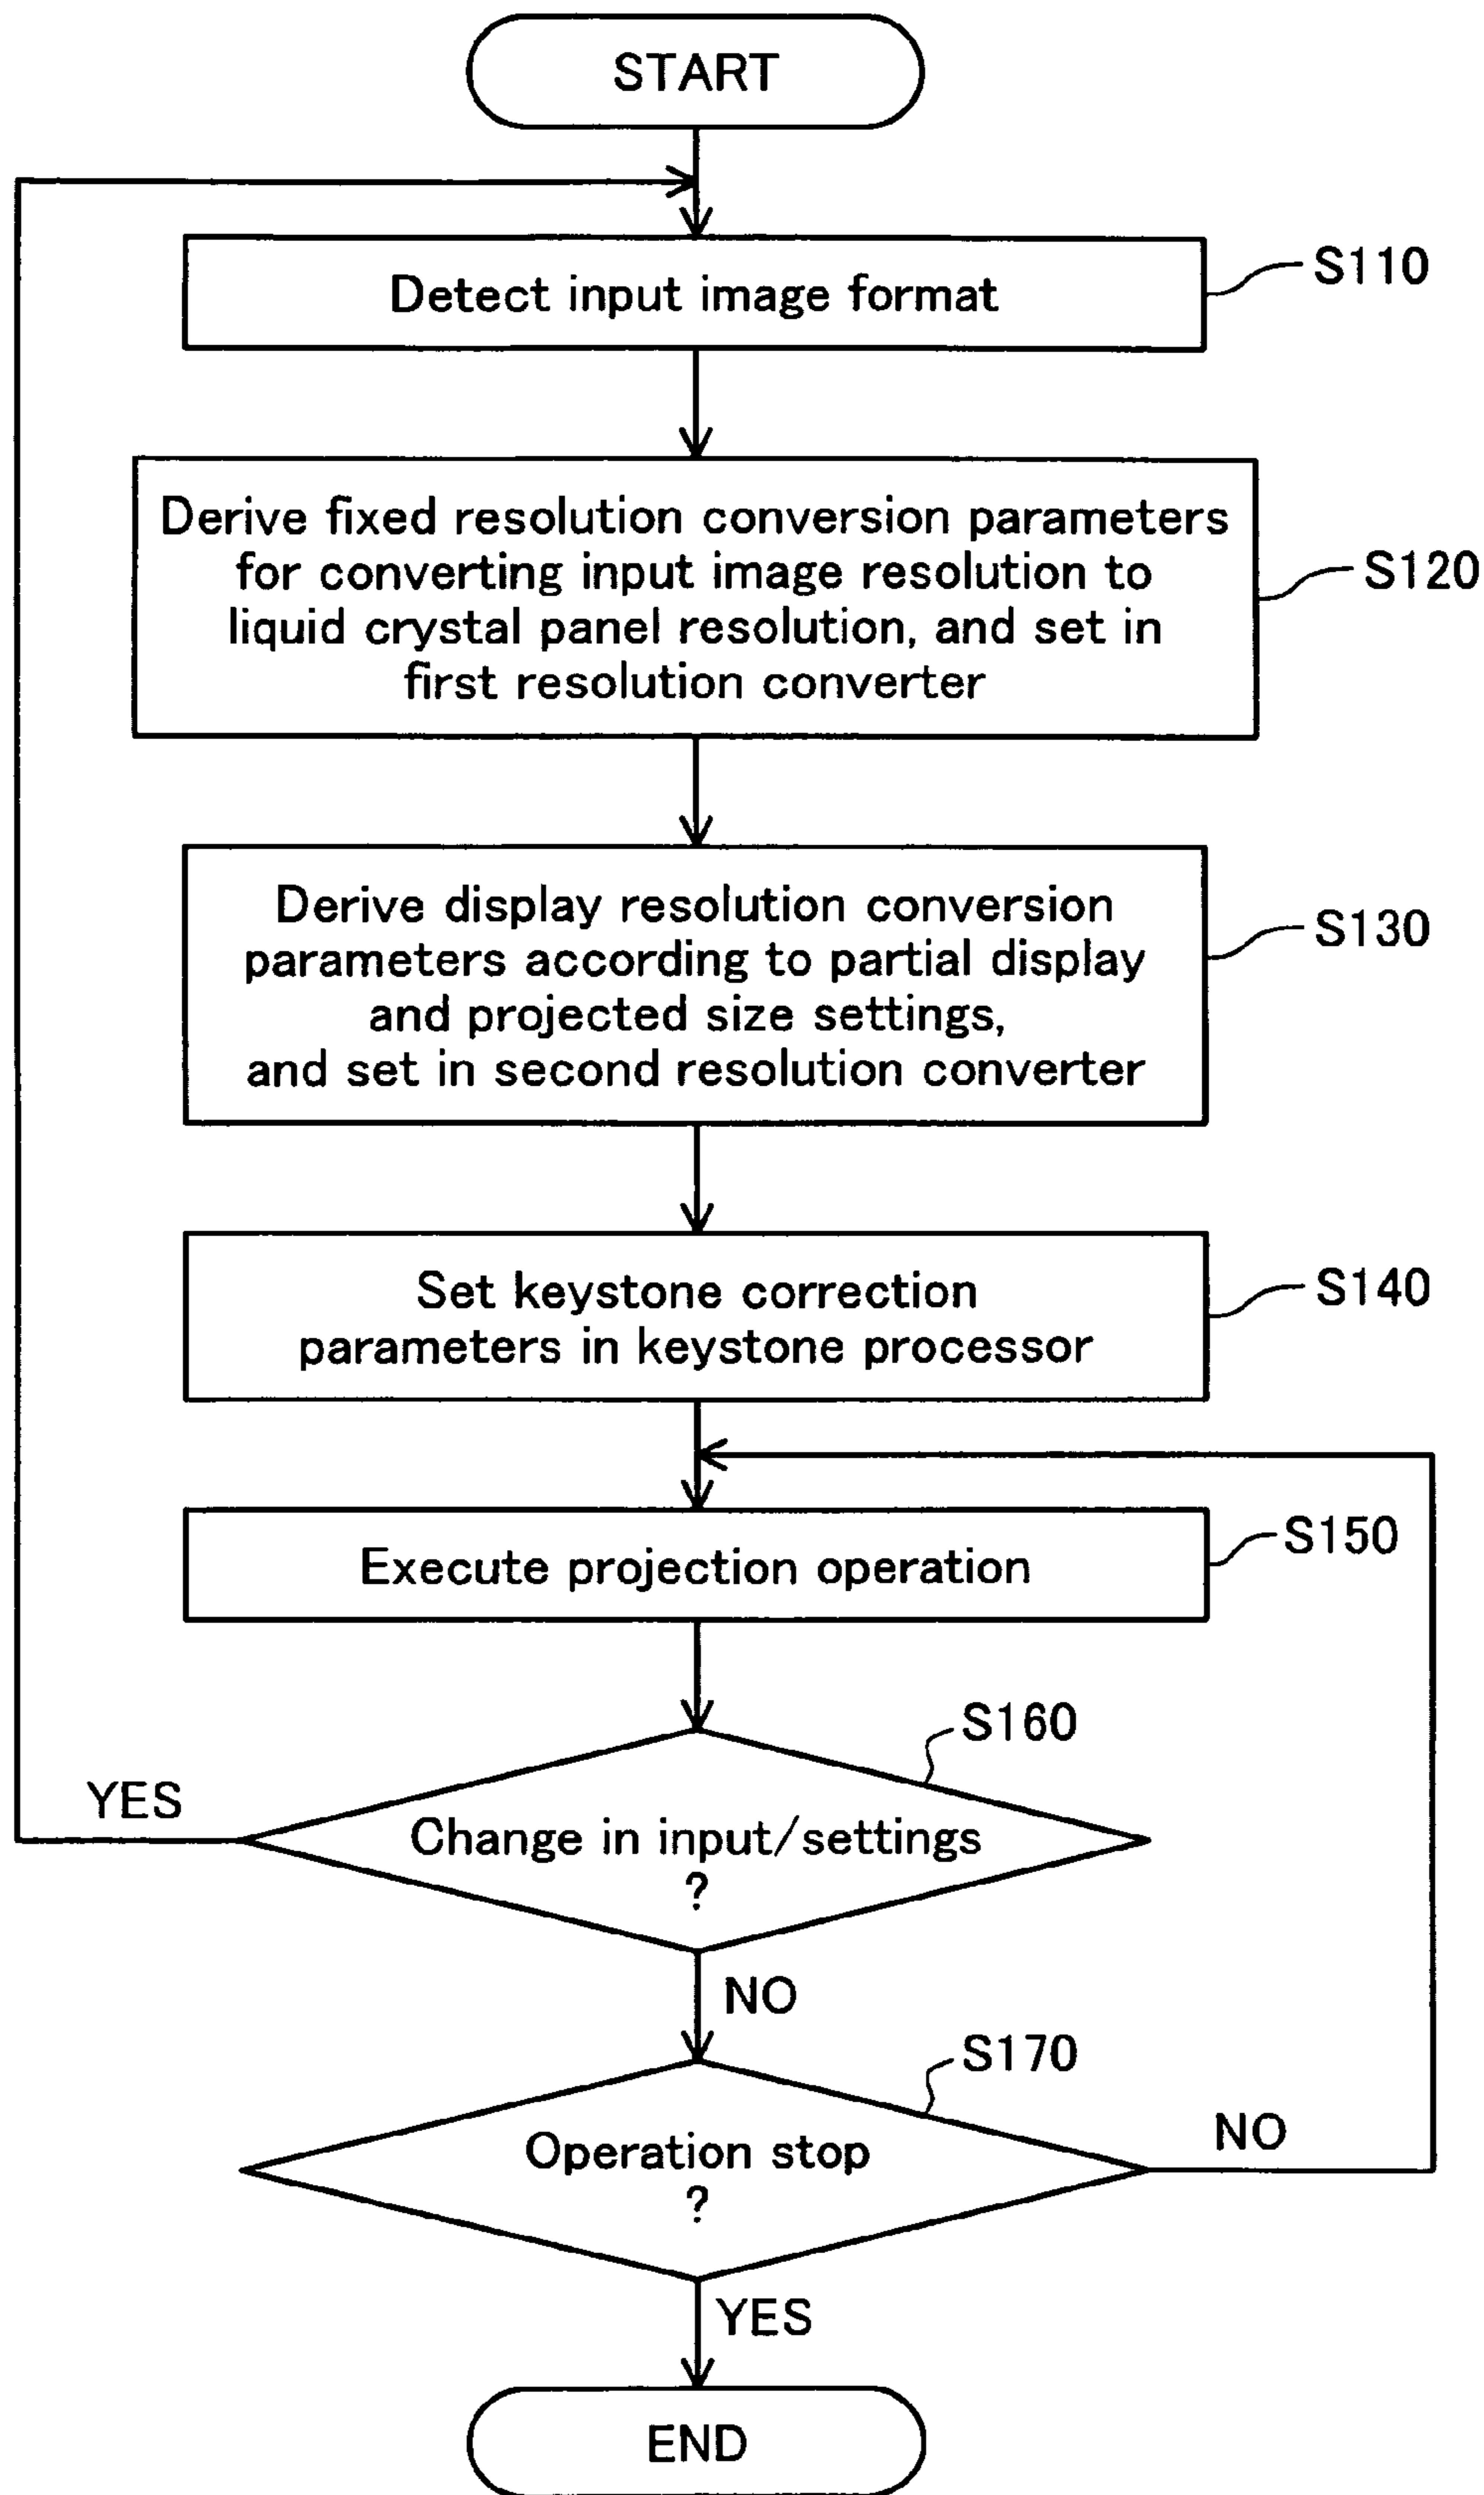 START
Detect input image format
S110
Derive fixed resolution conversion parameters
for converting input image resolution to
liquid crystal panel resolution, and set in
first resolution converter
S120
Derive display resolution conversion
parameters according to partial display
and projected size settings,
and set in second resolution converter
S130
Set keystone correction
parameters in keystone processor
S140
Execute projection operation
S150
S160
YES
Change in input/settings
?
NO
S170
Operation stop
?
NO
YES
END